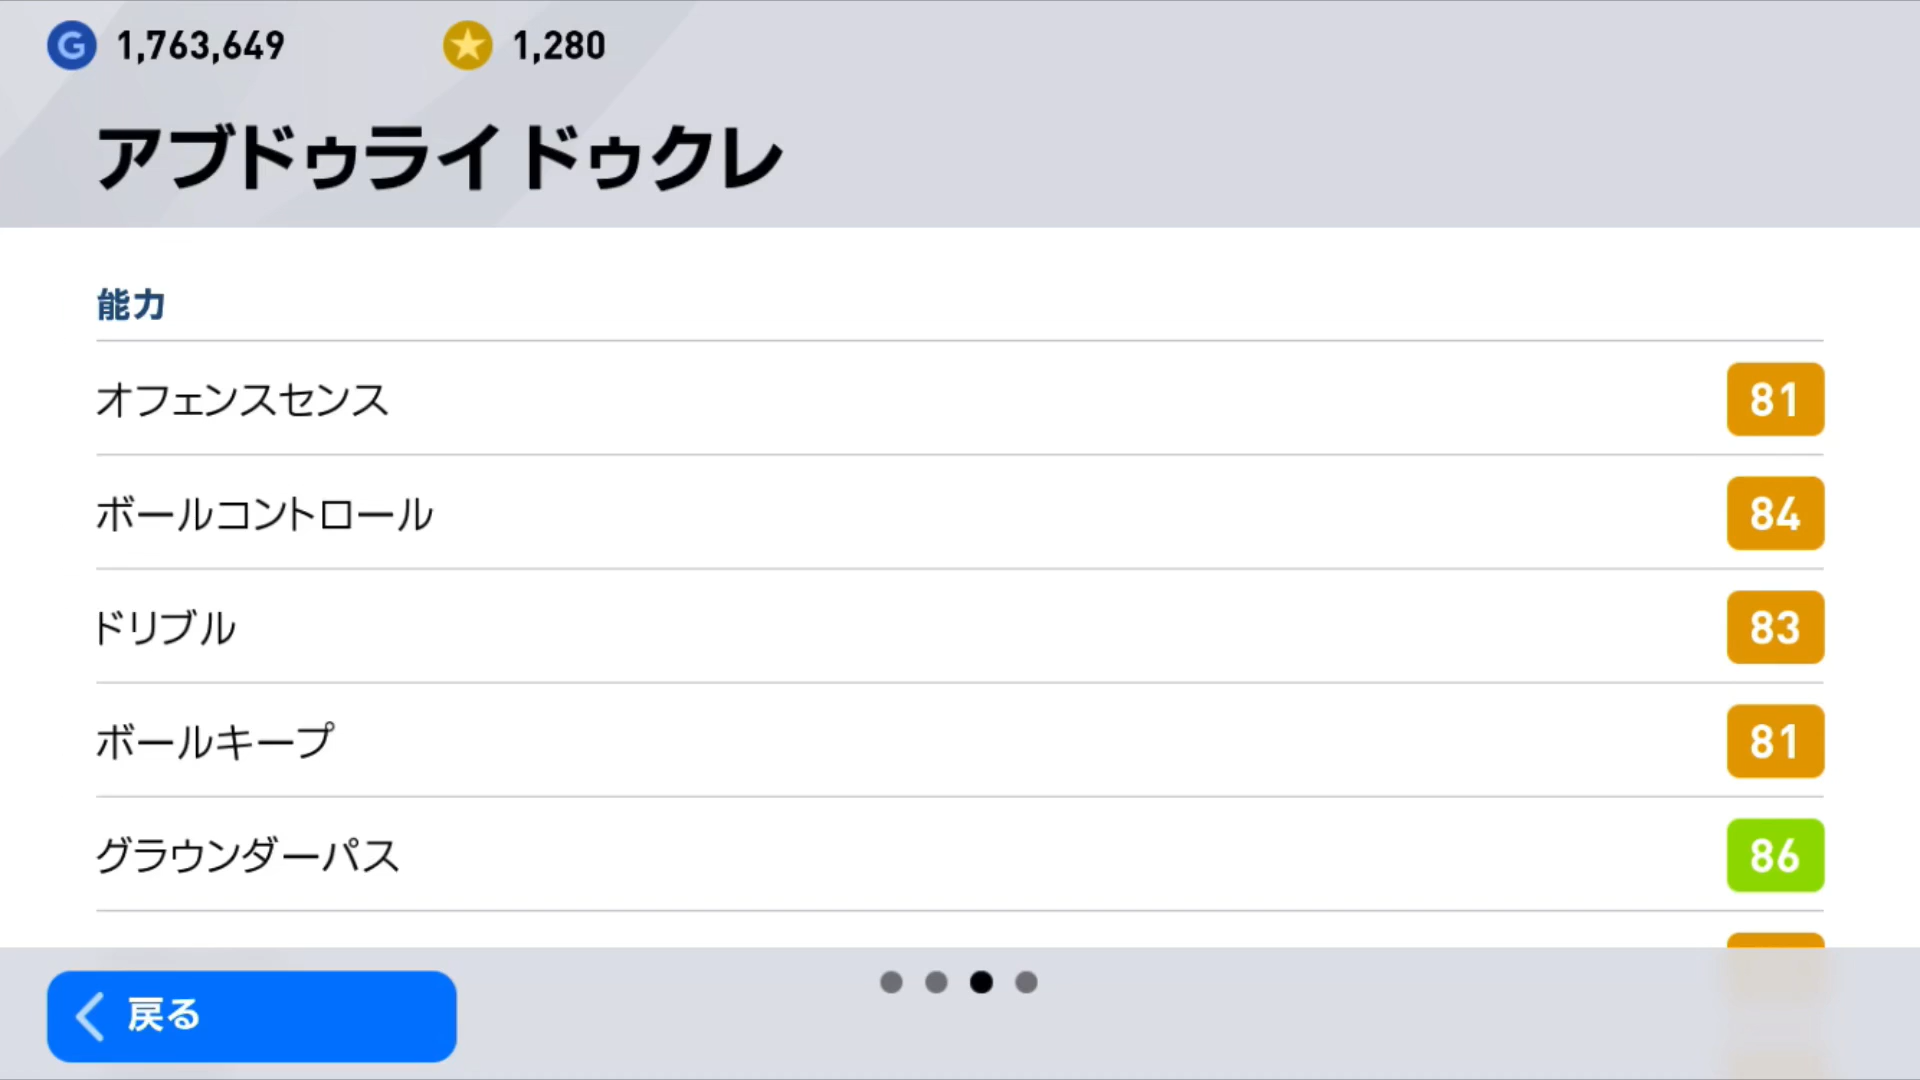 G 1,763,649 1,280
アブドゥライ ドゥクレ
能力
オフェンスセンス 81
ボールコントロール 84
ドリブル 83
ボールキープ 81
グラウンダーパス 86
戻る